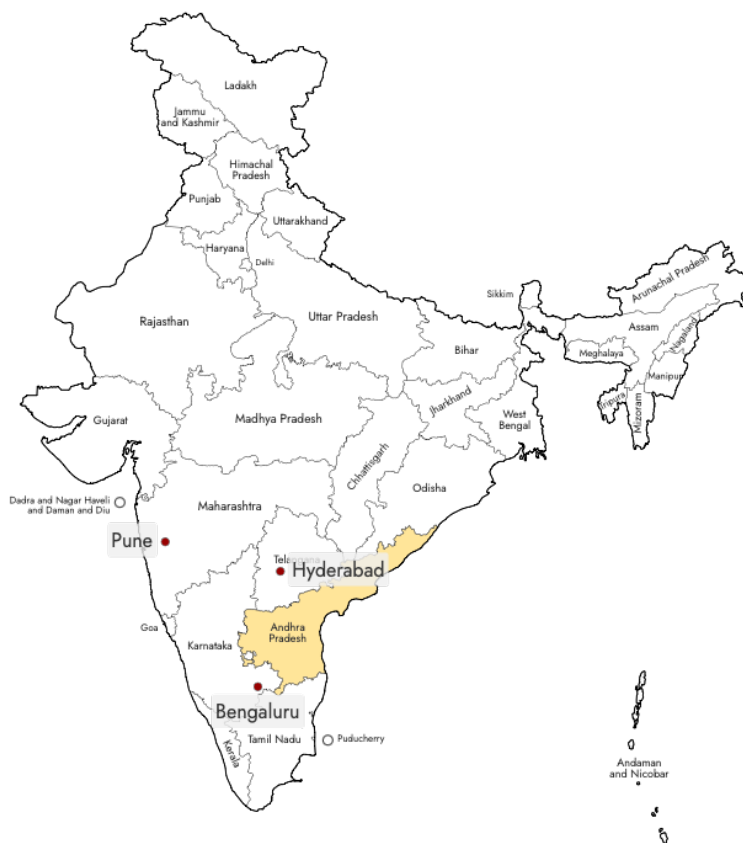 Ladakh
Jammu
and Kashmir
Himachal
Pradesh
Punjab
Uttarakhand
Haryana
Delhi
Sikkim
Arunachal Pradesh
Rajasthan
Uttar Pradesh
Assam
Nagaland
Bihar
Meghalaya
Manipur
Jharkhand
Tripura
Mizoram
Gujarat
Madhya Pradesh
West
Bengal
Chhattisgarh
Odisha
Dadra and Nagar Haveli
and Daman and Diu
Maharashtra
Pune
Telangana
Hyderabad
Goa
Andhra
Pradesh
Karnataka
Bengaluru
Tamil Nadu
Puducherry
Kerala
Andaman
and Nicobar